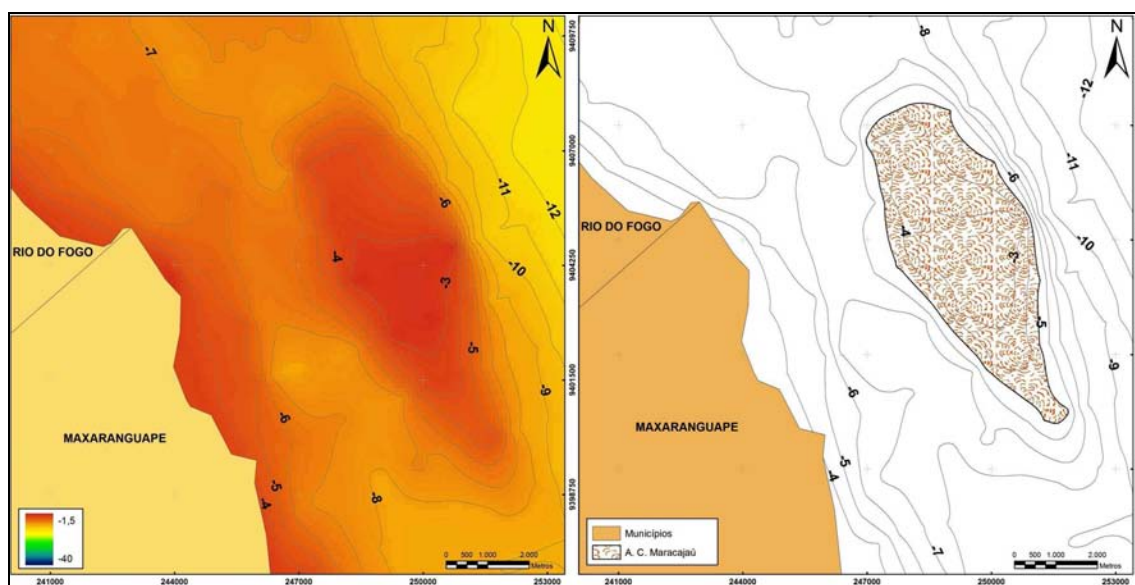 N
-7
9409750
-6
9407000
-11
-12
RIO DO FOGO
-4
-10
9404250
-3
-5
9401500
-9
MAXARANGUAPE
-6
-5
-8
-4
9398750
-1,5
-40
0 500 1.000 2.000
Metros
241000 244000 247000 250000 253000
N
-8
-12
-11
-6
RIO DO FOGO
-4
-10
-3
-5
-9
-6
MAXARANGUAPE
-5
-4
-7
Municípios
A. C. Maracajaú
0 500 1.000 2.000
Metros
241000 244000 247000 250000 253000